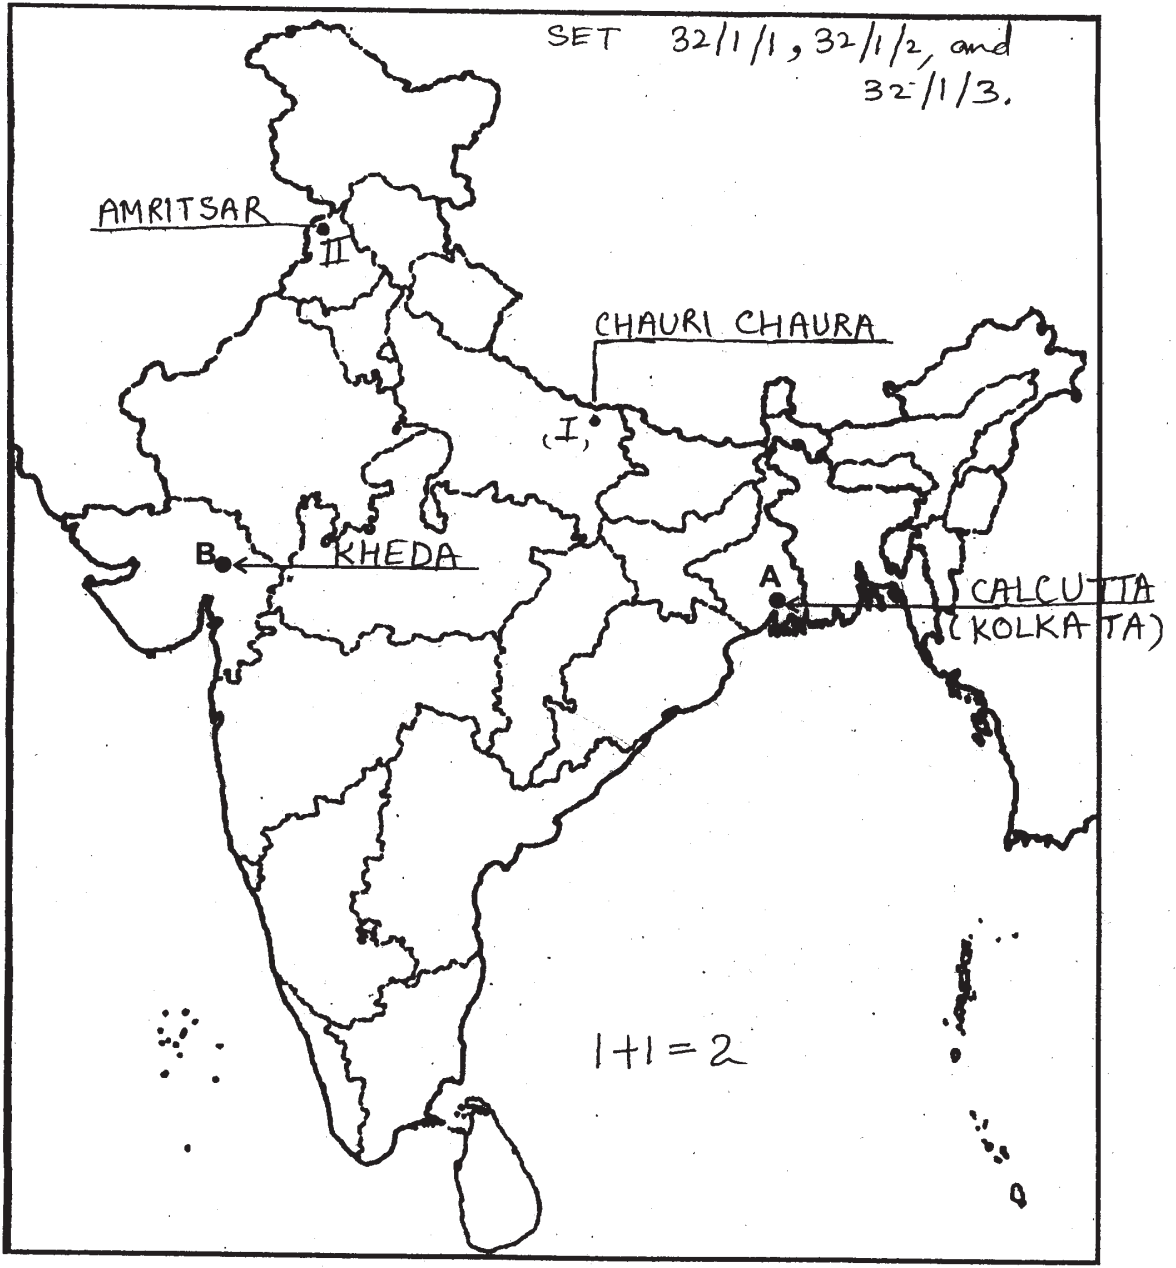 SET 32/1/1, 32/1/2, and
32/1/3.
AMRITSAR
II
CHAURI CHAURA
(I)
B
KHEDA
A
CALCUTTA
(KOLKATA)
1+1=2